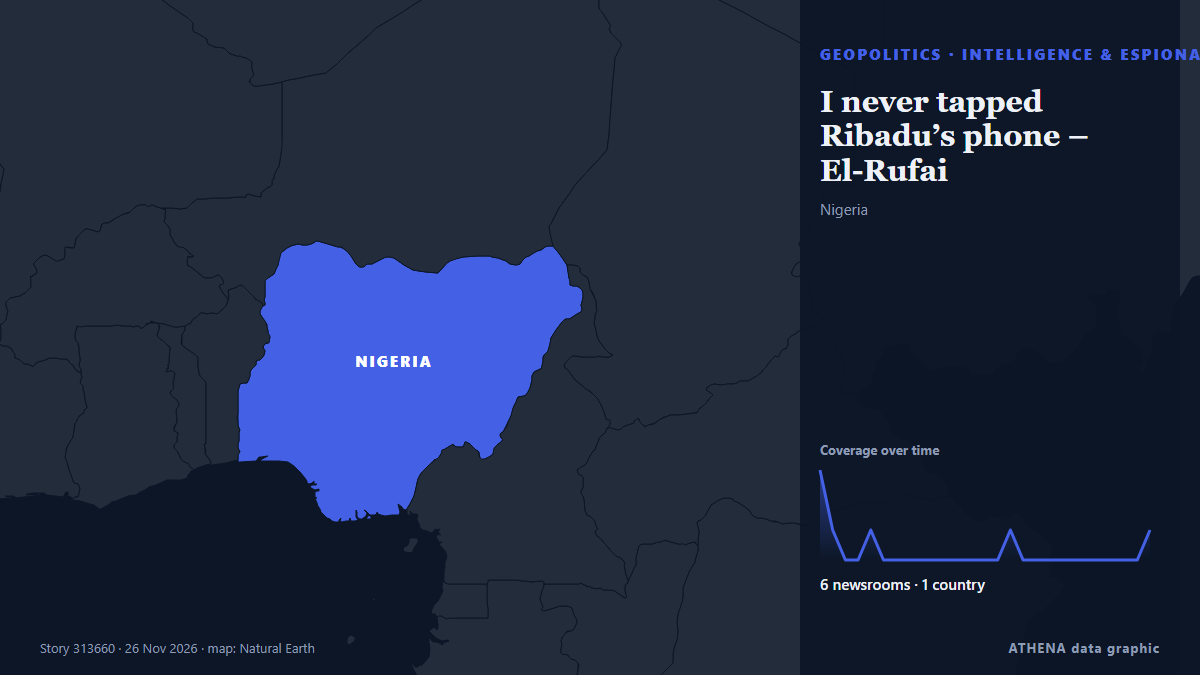 GEOPOLITICS · INTELLIGENCE & ESPIONA
I never tapped
Ribadu’s phone —
El-Rufai
Nigeria
NIGERIA
Coverage over time
6 newsrooms · 1 country
Story 313660 · 26 Nov 2026 · map: Natural Earth
ATHENA data graphic